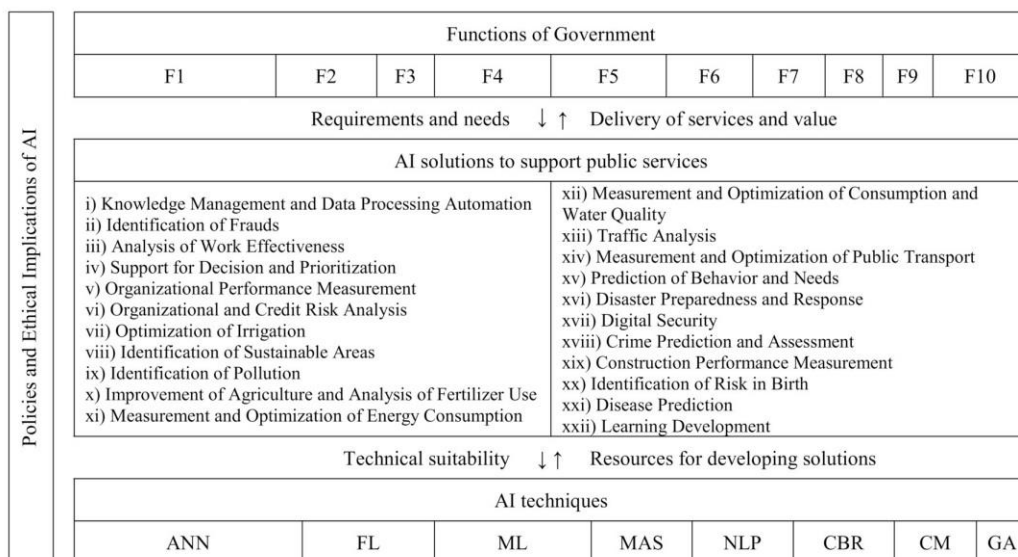 Policies and Ethical Implications of AI
Functions of Government
F1 F2 F3 F4 F5 F6 F7 F8 F9 F10
Requirements and needs ↓ ↑ Delivery of services and value
AI solutions to support public services
i) Knowledge Management and Data Processing Automation
ii) Identification of Frauds
iii) Analysis of Work Effectiveness
iv) Support for Decision and Prioritization
v) Organizational Performance Measurement
vi) Organizational and Credit Risk Analysis
vii) Optimization of Irrigation
viii) Identification of Sustainable Areas
ix) Identification of Pollution
x) Improvement of Agriculture and Analysis of Fertilizer Use
xi) Measurement and Optimization of Energy Consumption
xii) Measurement and Optimization of Consumption and
Water Quality
xiii) Traffic Analysis
xiv) Measurement and Optimization of Public Transport
xv) Prediction of Behavior and Needs
xvi) Disaster Preparedness and Response
xvii) Digital Security
xviii) Crime Prediction and Assessment
xix) Construction Performance Measurement
xx) Identification of Risk in Birth
xxi) Disease Prediction
xxii) Learning Development
Technical suitability ↓ ↑ Resources for developing solutions
AI techniques
ANN FL ML MAS NLP CBR CM GA